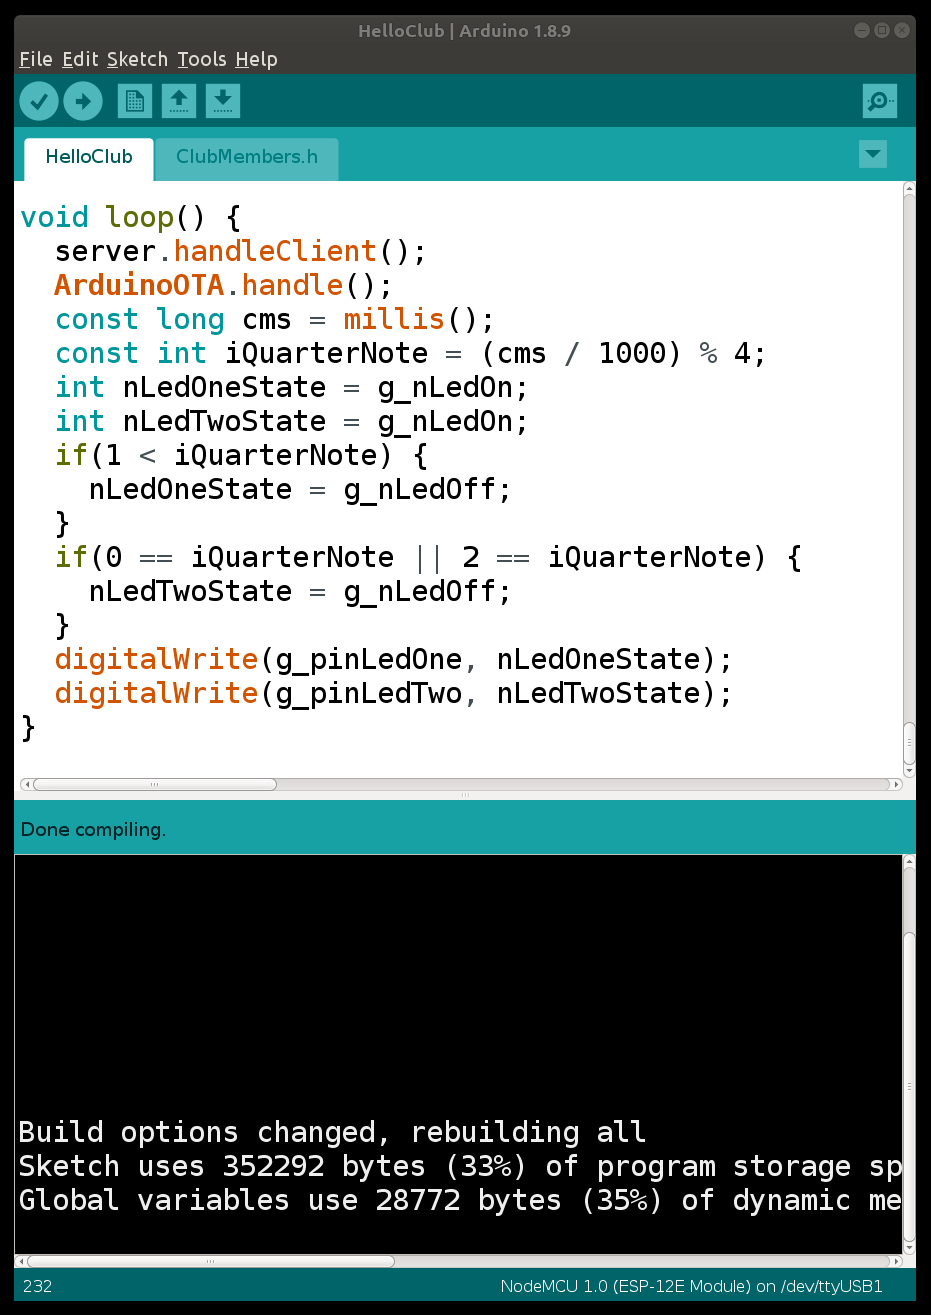 HelloClub | Arduino 1.8.9
File Edit Sketch Tools Help
HelloClub ClubMembers.h
void loop() {
  server.handleClient();
  ArduinoOTA.handle();
  const long cms = millis();
  const int iQuarterNote = (cms / 1000) % 4;
  int nLedOneState = g_nLedOn;
  int nLedTwoState = g_nLedOn;
  if(1 < iQuarterNote) {
    nLedOneState = g_nLedOff;
  }
  if(0 == iQuarterNote || 2 == iQuarterNote) {
    nLedTwoState = g_nLedOff;
  }
  digitalWrite(g_pinLedOne, nLedOneState);
  digitalWrite(g_pinLedTwo, nLedTwoState);
}
Done compiling.
Build options changed, rebuilding all
Sketch uses 352292 bytes (33%) of program storage sp
Global variables use 28772 bytes (35%) of dynamic me
232 NodeMCU 1.0 (ESP-12E Module) on /dev/ttyUSB1